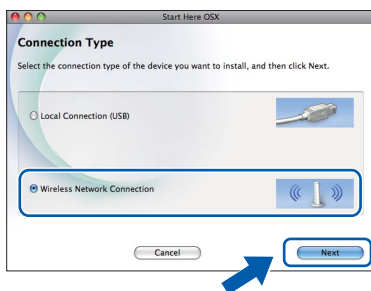 Start Here OSX
Connection Type
Select the connection type of the device you want to install, and then click Next.
Local Connection (USB)
Wireless Network Connection
Cancel
Next